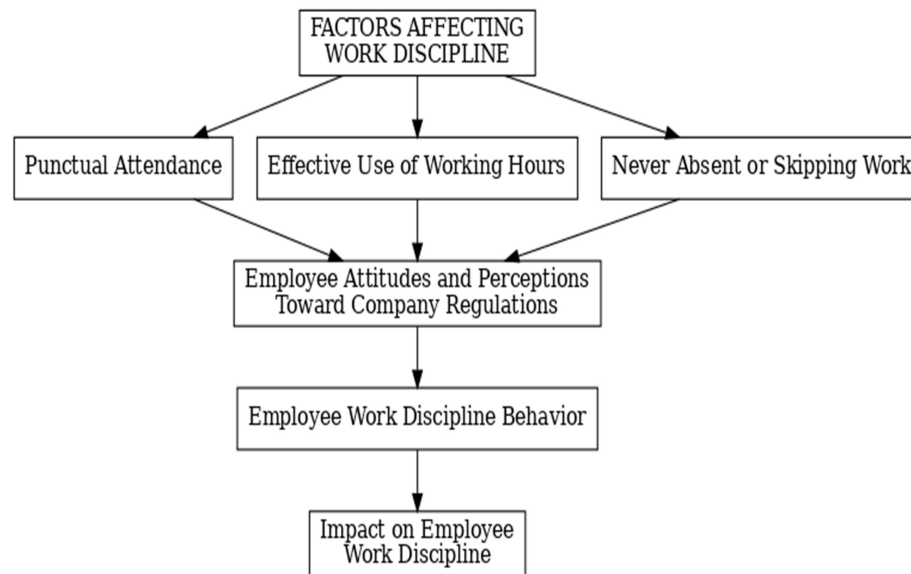 FACTORS AFFECTING
WORK DISCIPLINE
Punctual Attendance
Effective Use of Working Hours
Never Absent or Skipping Work
Employee Attitudes and Perceptions
Toward Company Regulations
Employee Work Discipline Behavior
Impact on Employee
Work Discipline